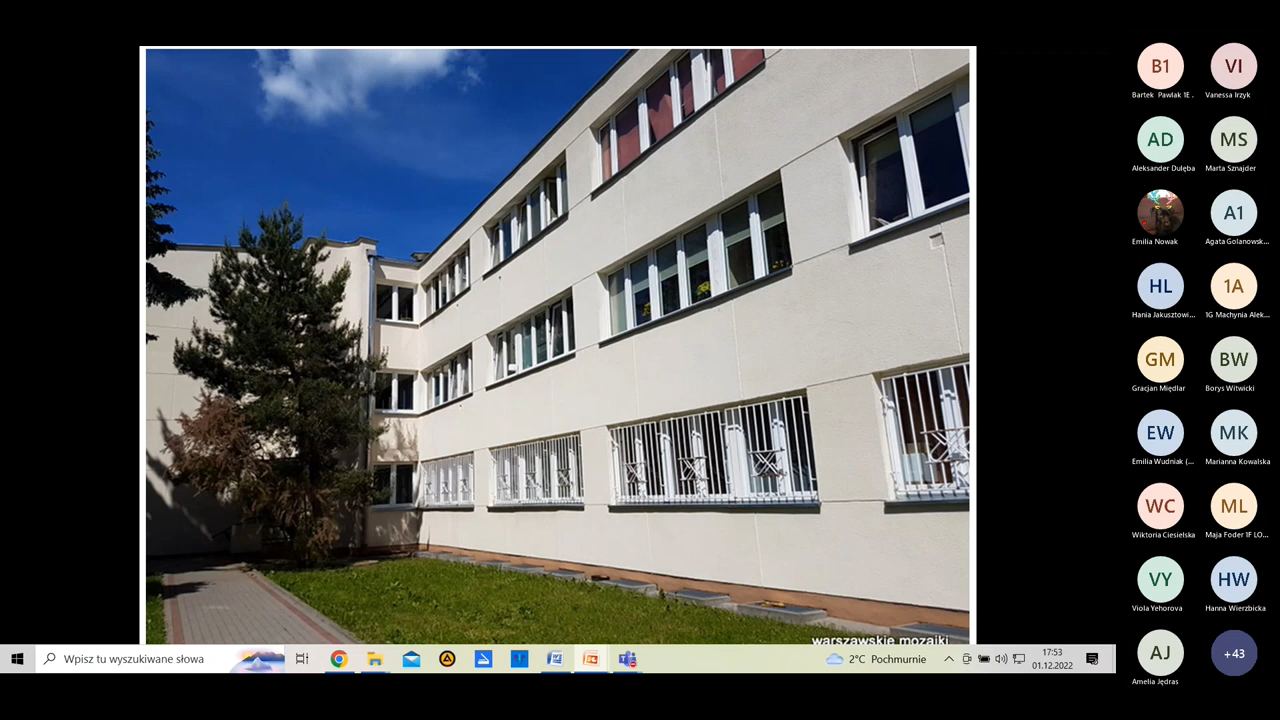 B1
VI
Bartek Pawlak 1E .
Vanessa Irzyk
AD
MS
Aleksander Dułęba
Marta Sznajder
A1
Emilia Nowak
Agata Golanowsk...
HL
1A
Hania Jakusztowi...
1G Machynia Alek...
GM
BW
Gracjan Międlar
Borys Witwicki
EW
MK
Emilia Wudniak (...
Marianna Kowalska
WC
ML
Wiktoria Ciesielska
Maja Foder 1F LO...
VY
HW
Viola Yehorova
Hanna Wierzbicka
AJ
+43
Amelia Jędras
warszawskie mozaiki
Wpisz tu wyszukiwane słowa
2°C Pochmurnie
17:53
01.12.2022